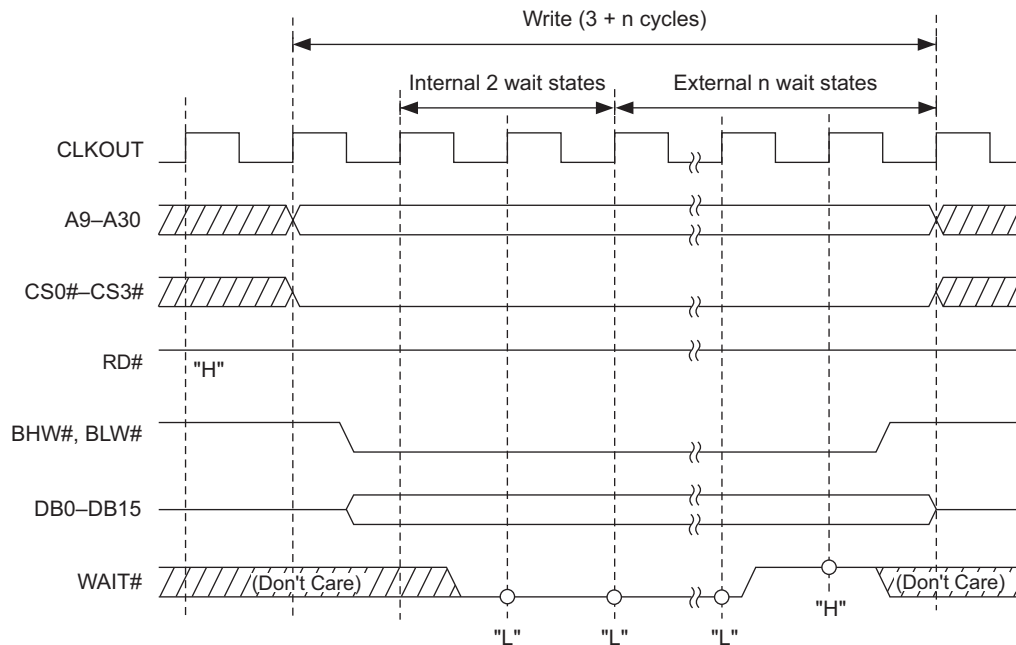 Write (3 + n cycles)
Internal 2 wait states
External n wait states
CLKOUT
A9–A30
CS0#–CS3#
RD#
"H"
BHW#, BLW#
DB0–DB15
WAIT#
(Don't Care)
(Don't Care)
"H"
"L"
"L"
"L"